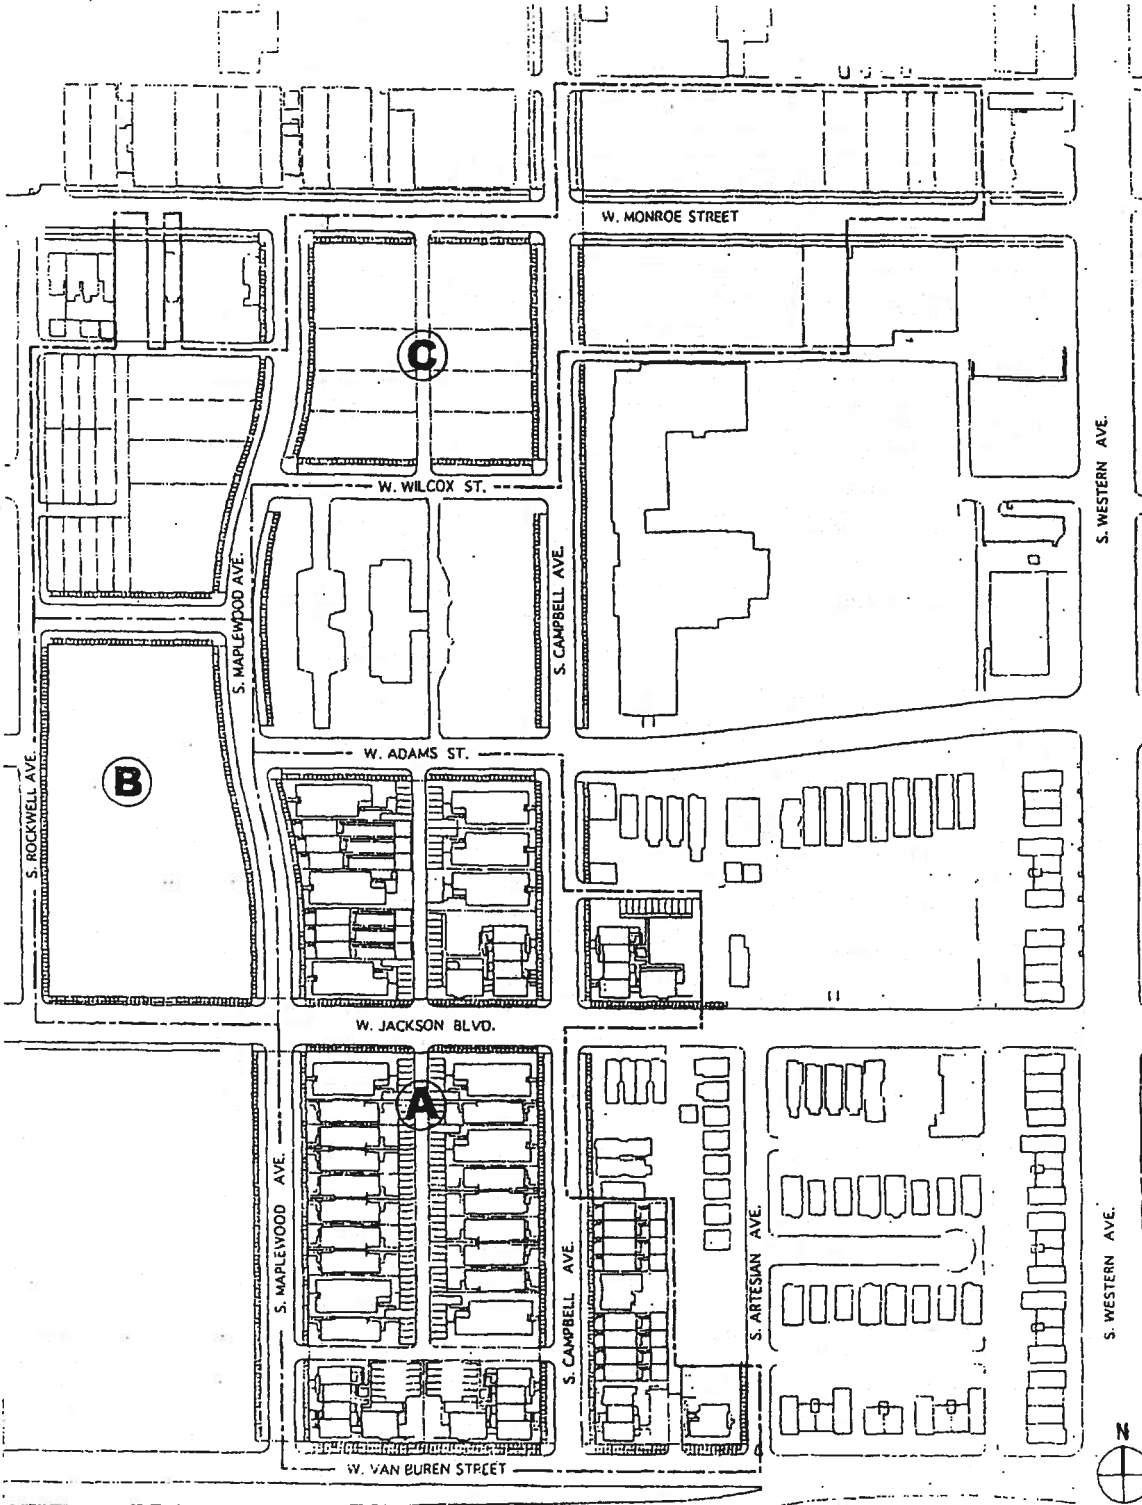 W. MONROE STREET
C
S. WESTERN AVE.
W. WILCOX ST.
S. MAPLEWOOD AVE.
S. CAMPBELL AVE.
W. ADAMS ST.
B
S. ROCKWELL AVE.
W. JACKSON BLVD.
A
S. MAPLEWOOD AVE.
S. CAMPBELL AVE.
S. ARTESIAN AVE.
S. WESTERN AVE.
W. VAN BUREN STREET
N